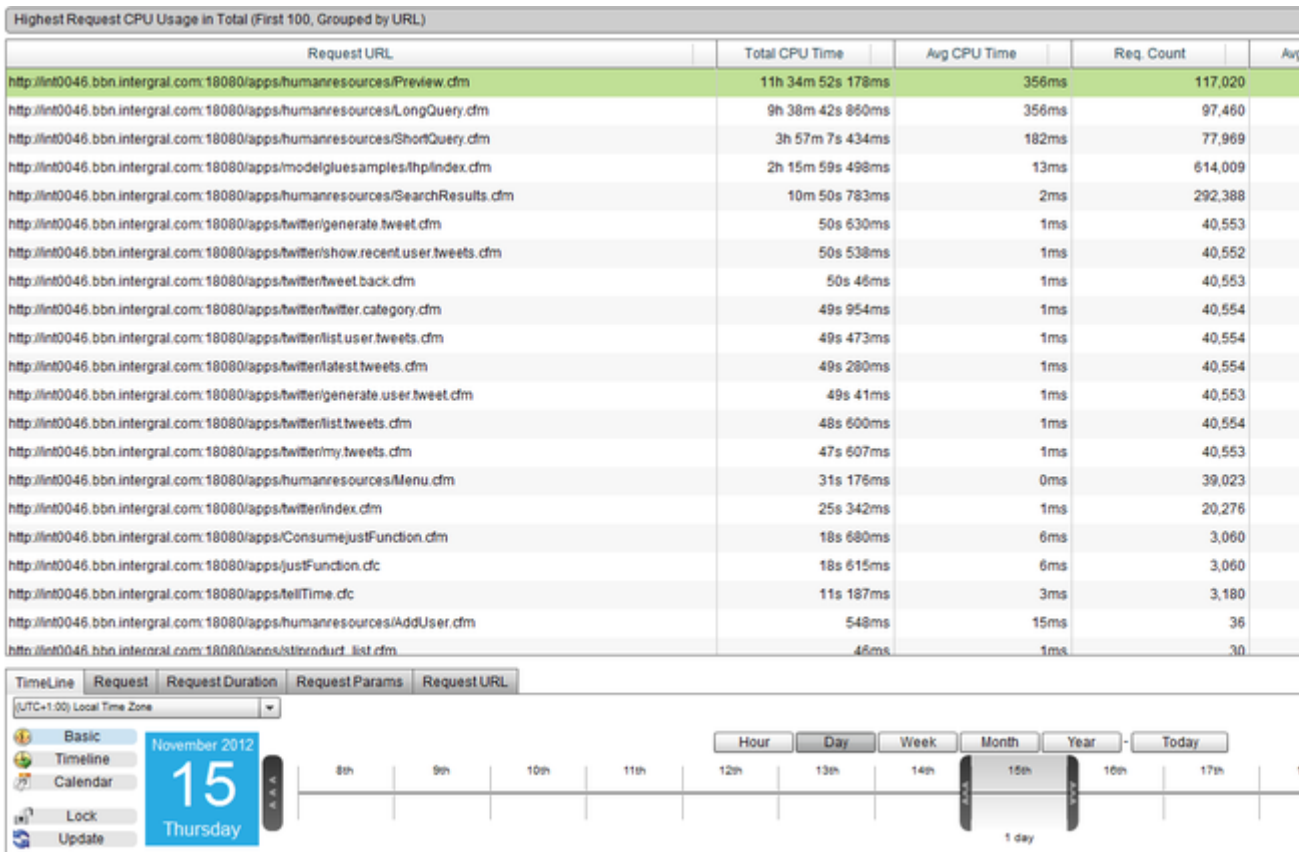 Highest Request CPU Usage in Total (First 100, Grouped by URL)
Request URL Total CPU Time Avg CPU Time Req. Count Avg
http://int0046.bbn.intergral.com:18080/apps/humanresources/Preview.cfm 11h 34m 52s 178ms 356ms 117,020
http://int0046.bbn.intergral.com:18080/apps/humanresources/LongQuery.cfm 9h 38m 42s 860ms 356ms 97,460
http://int0046.bbn.intergral.com:18080/apps/humanresources/ShortQuery.cfm 3h 57m 7s 434ms 182ms 77,969
http://int0046.bbn.intergral.com:18080/apps/modelgluesamples/lhp/index.cfm 2h 15m 59s 498ms 13ms 614,009
http://int0046.bbn.intergral.com:18080/apps/humanresources/SearchResults.cfm 10m 50s 783ms 2ms 292,388
http://int0046.bbn.intergral.com:18080/apps/twitter/generate.tweet.cfm 50s 630ms 1ms 40,553
http://int0046.bbn.intergral.com:18080/apps/twitter/show.recent.user.tweets.cfm 50s 538ms 1ms 40,552
http://int0046.bbn.intergral.com:18080/apps/twitter/tweet.back.cfm 50s 46ms 1ms 40,553
http://int0046.bbn.intergral.com:18080/apps/twitter/twitter.category.cfm 49s 954ms 1ms 40,554
http://int0046.bbn.intergral.com:18080/apps/twitter/list.user.tweets.cfm 49s 473ms 1ms 40,554
http://int0046.bbn.intergral.com:18080/apps/twitter/latest.tweets.cfm 49s 280ms 1ms 40,554
http://int0046.bbn.intergral.com:18080/apps/twitter/generate.user.tweet.cfm 49s 41ms 1ms 40,553
http://int0046.bbn.intergral.com:18080/apps/twitter/list.tweets.cfm 48s 600ms 1ms 40,554
http://int0046.bbn.intergral.com:18080/apps/twitter/my.tweets.cfm 47s 607ms 1ms 40,553
http://int0046.bbn.intergral.com:18080/apps/humanresources/Menu.cfm 31s 176ms 0ms 39,023
http://int0046.bbn.intergral.com:18080/apps/twitter/index.cfm 25s 342ms 1ms 20,276
http://int0046.bbn.intergral.com:18080/apps/ConsumejustFunction.cfm 18s 680ms 6ms 3,060
http://int0046.bbn.intergral.com:18080/apps/justFunction.cfc 18s 615ms 6ms 3,060
http://int0046.bbn.intergral.com:18080/apps/tellTime.cfc 11s 187ms 3ms 3,180
http://int0046.bbn.intergral.com:18080/apps/humanresources/AddUser.cfm 548ms 15ms 36
http://int0046.bbn.intergral.com:18080/apps/st/product_list.cfm 46ms 1ms 30
TimeLine Request Request Duration Request Params Request URL
(UTC+1:00) Local Time Zone
Basic
Timeline
Calendar
Lock
Update
November 2012
15
Thursday
Hour Day Week Month Year - Today
8th 9th 10th 11th 12th 13th 14th 15th 16th 17th
1 day